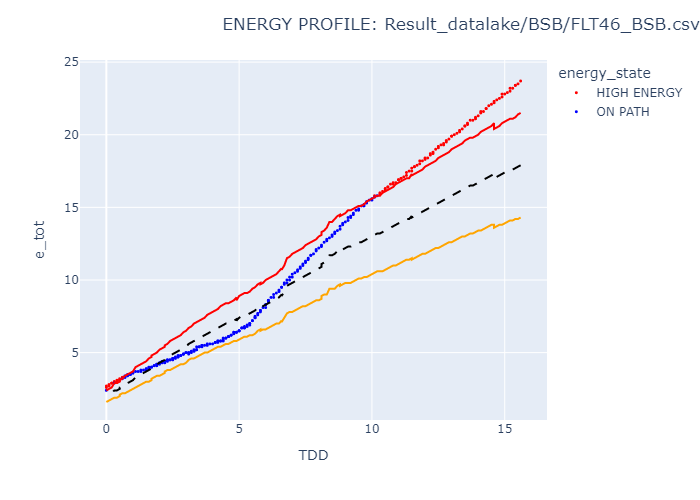 ENERGY PROFILE: Result_datalake/BSB/FLT46_BSB.csv
energy_state
HIGH ENERGY
ON PATH
e_tot
25
20
15
10
5
0
5
10
15
TDD